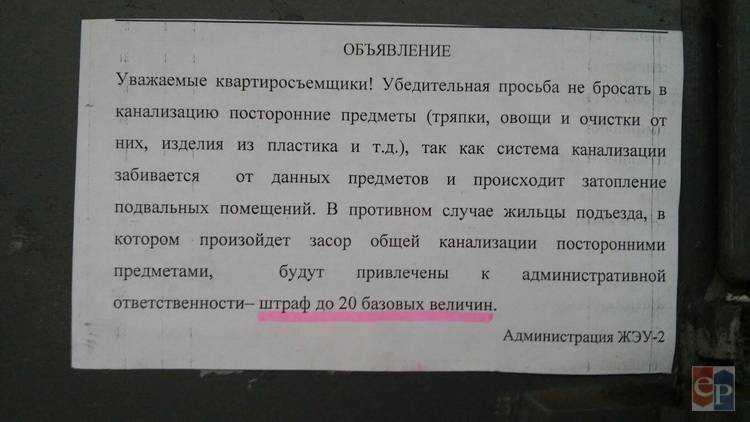 ОБЪЯВЛЕНИЕ
Уважаемые квартиросъемщики! Убедительная просьба не бросать в
канализацию посторонние предметы (тряпки, овощи и очистки от
них, изделия из пластика и т.д.), так как система канализации
забивается от данных предметов и происходит затопление
подвальных помещений. В противном случае жильцы подъезда, в
котором произойдет засор общей канализации посторонними
предметами, будут привлечены к административной
ответственности– штраф до 20 базовых величин.
Администрация ЖЭУ-2
ер